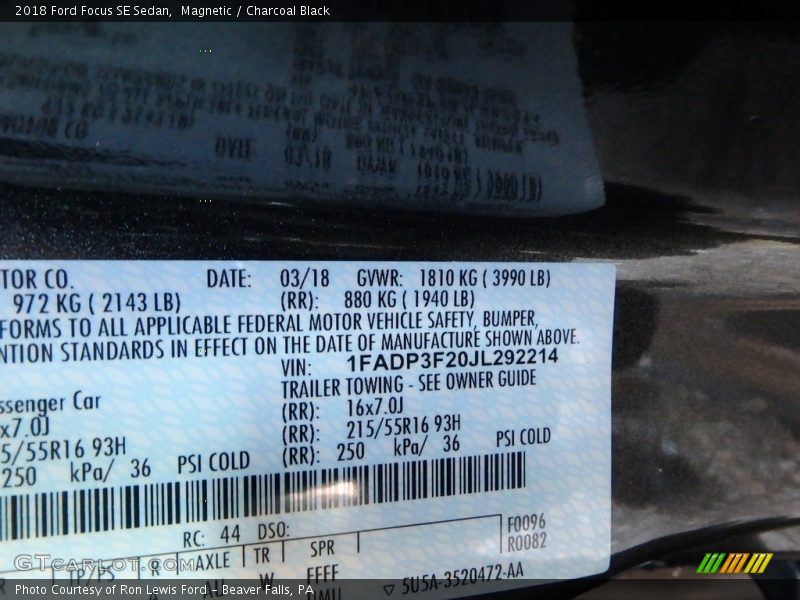 2018 Ford Focus SE Sedan,  Magnetic / Charcoal Black
TOR CO.
DATE: 03/18 GVWR: 1810 KG ( 3990 LB)
972 KG ( 2143 LB) (RR): 880 KG ( 1940 LB)
FORMS TO ALL APPLICABLE FEDERAL MOTOR VEHICLE SAFETY, BUMPER,
NTION STANDARDS IN EFFECT ON THE DATE OF MANUFACTURE SHOWN ABOVE.
VIN: 1FADP3F20JL292214
TRAILER TOWING - SEE OWNER GUIDE
ssenger Car (RR): 16x7.0J
x7.0J (RR): 215/55R16 93H
5/55R16 93H (RR): 250 kPa/ 36 PSI COLD
250 kPa/ 36 PSI COLD
RC: 44 DSO: F0096
R0082
R AXLE TR SPR
TP/PS
W FFFF
5U5A-3520472-AA
GTCarLot.com
Photo Courtesy of Ron Lewis Ford – Beaver Falls, PA